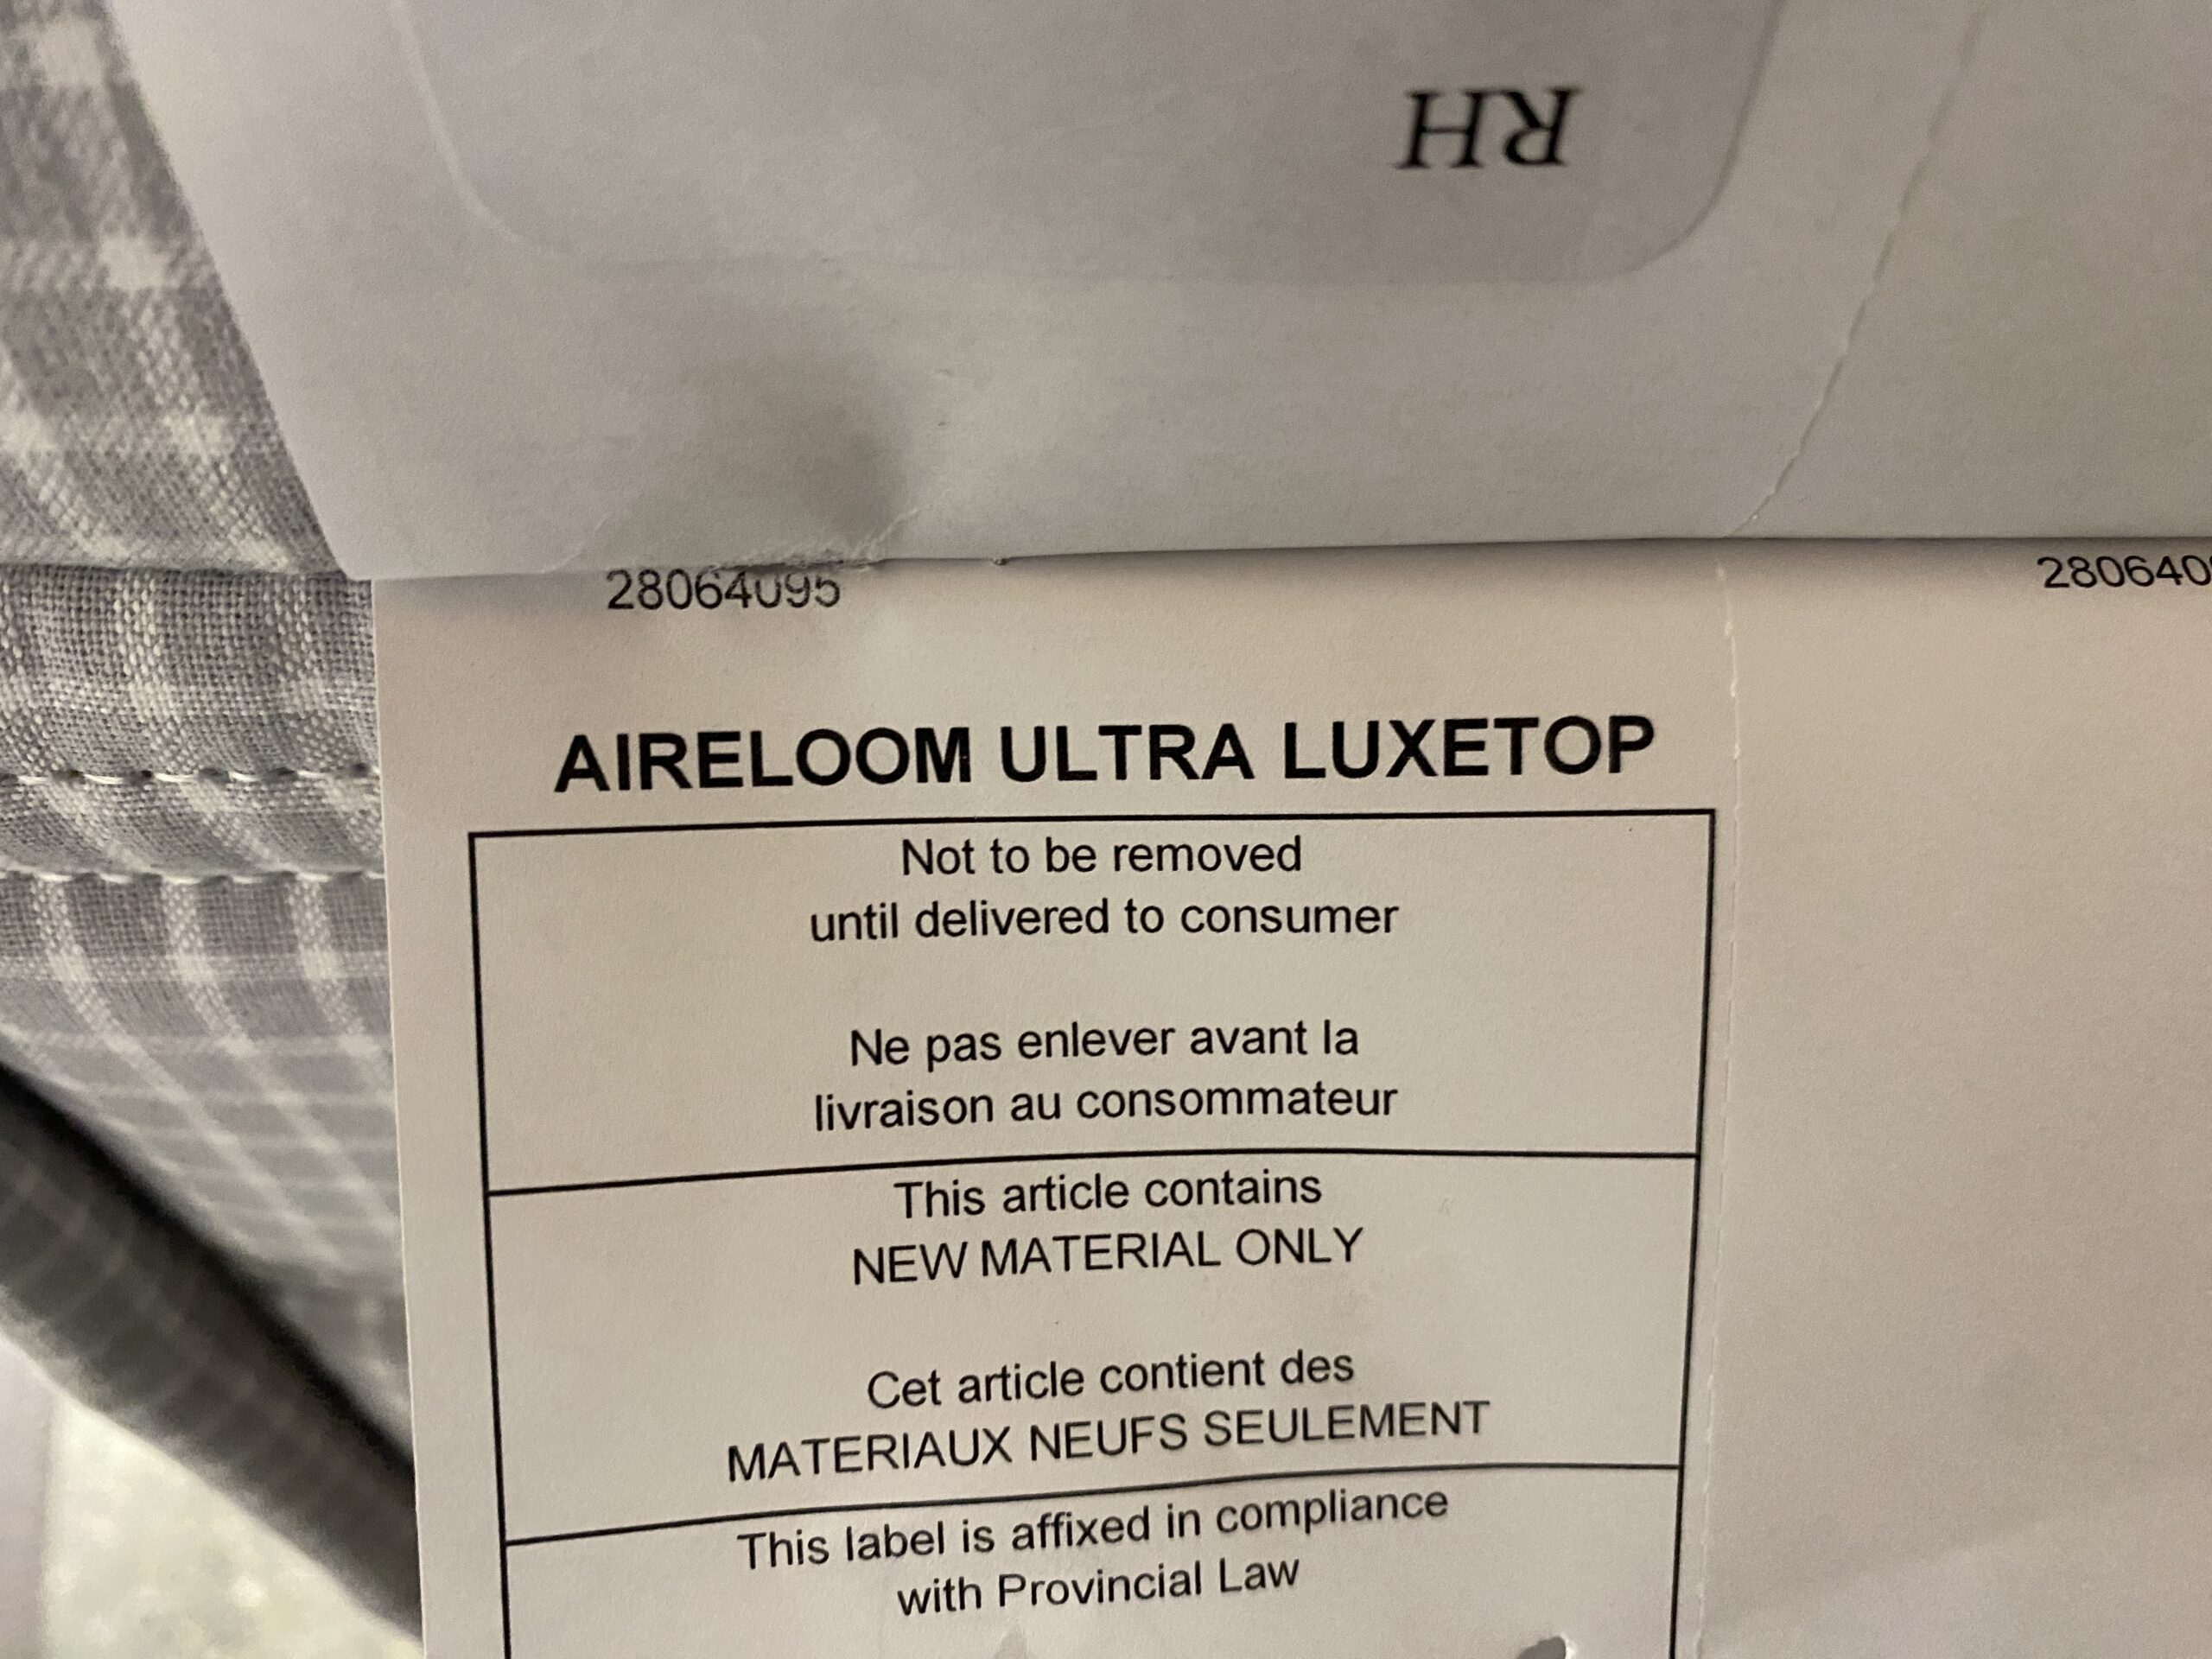 RH
28064095
280640
AIRELOOM ULTRA LUXETOP
Not to be removed
until delivered to consumer
Ne pas enlever avant la
livraison au consommateur
This article contains
NEW MATERIAL ONLY
Cet article contient des
MATERIAUX NEUFS SEULEMENT
This label is affixed in compliance
with Provincial Law